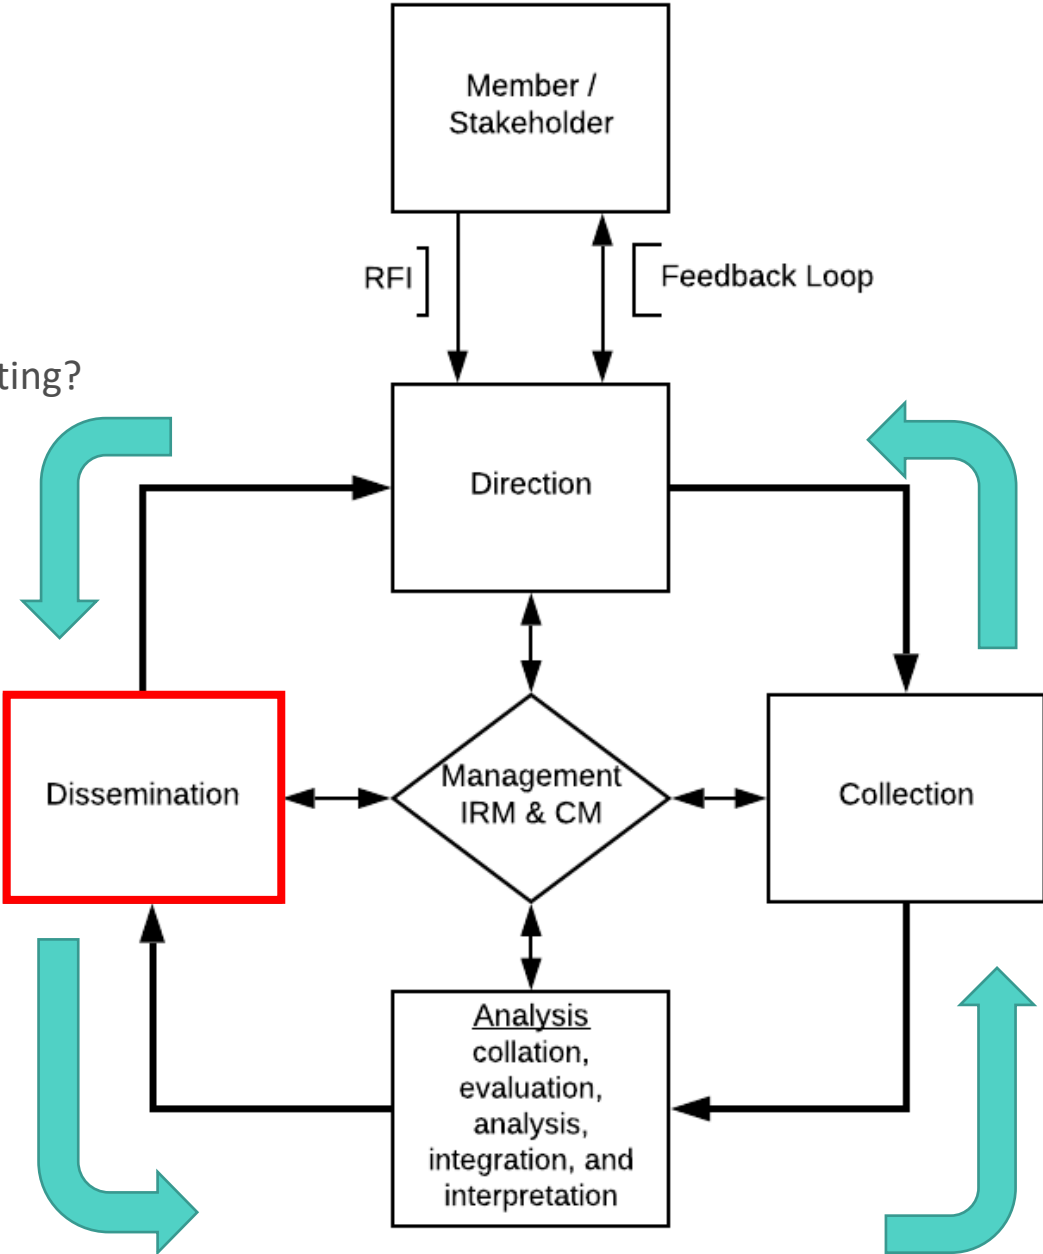 Member /
Stakeholder
RFI
Feedback Loop
ting?
Direction
Dissemination
Management
IRM & CM
Collection
Analysis
collation,
evaluation,
analysis,
integration, and
interpretation